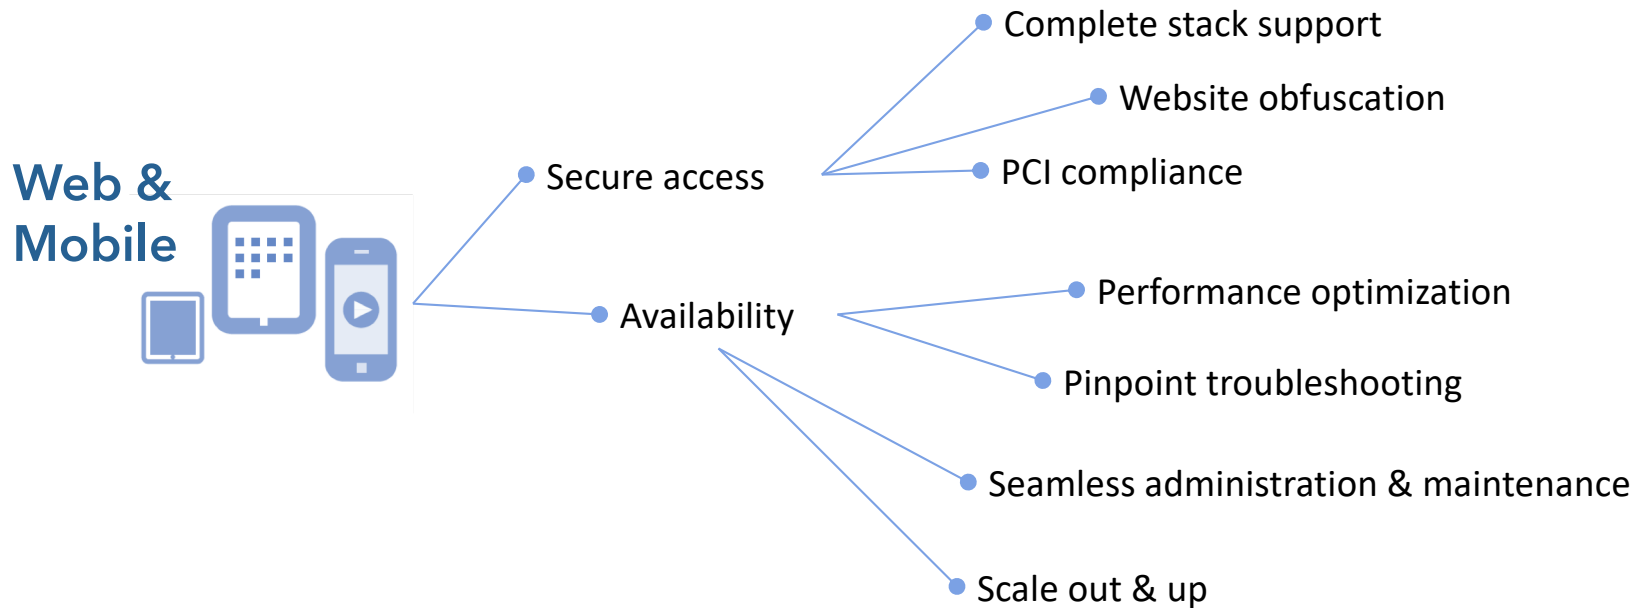 Web &
Mobile
Secure access
Complete stack support
Website obfuscation
PCI compliance
Availability
Performance optimization
Pinpoint troubleshooting
Seamless administration & maintenance
Scale out & up